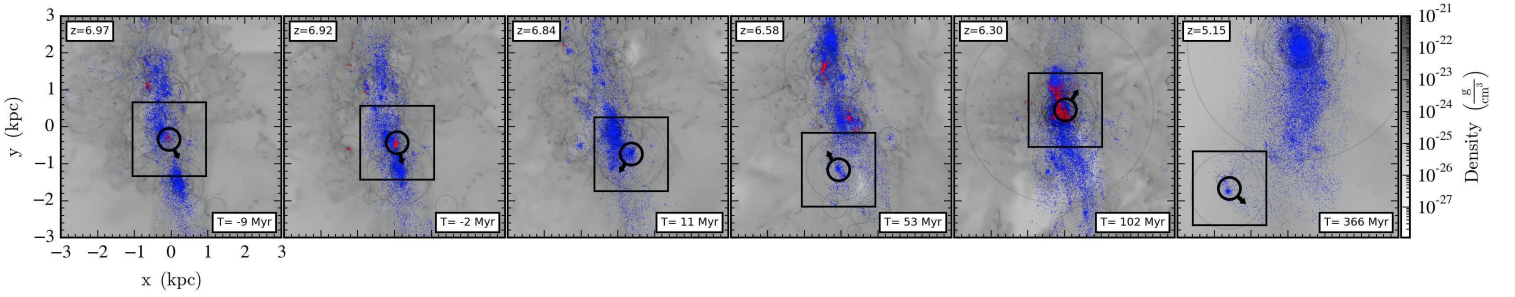 z=6.97
z=6.92
z=6.84
z=6.58
z=6.30
z=5.15
T= -9 Myr
T= -2 Myr
T= 11 Myr
T= 53 Myr
T= 102 Myr
T= 366 Myr
3
2
1
0
−1
−2
−3
y (kpc)
−3 −2 −1 0 1 2 3
x (kpc)
10⁻²¹
10⁻²²
10⁻²³
10⁻²⁴
10⁻²⁵
10⁻²⁶
10⁻²⁷
Density (g/cm³)